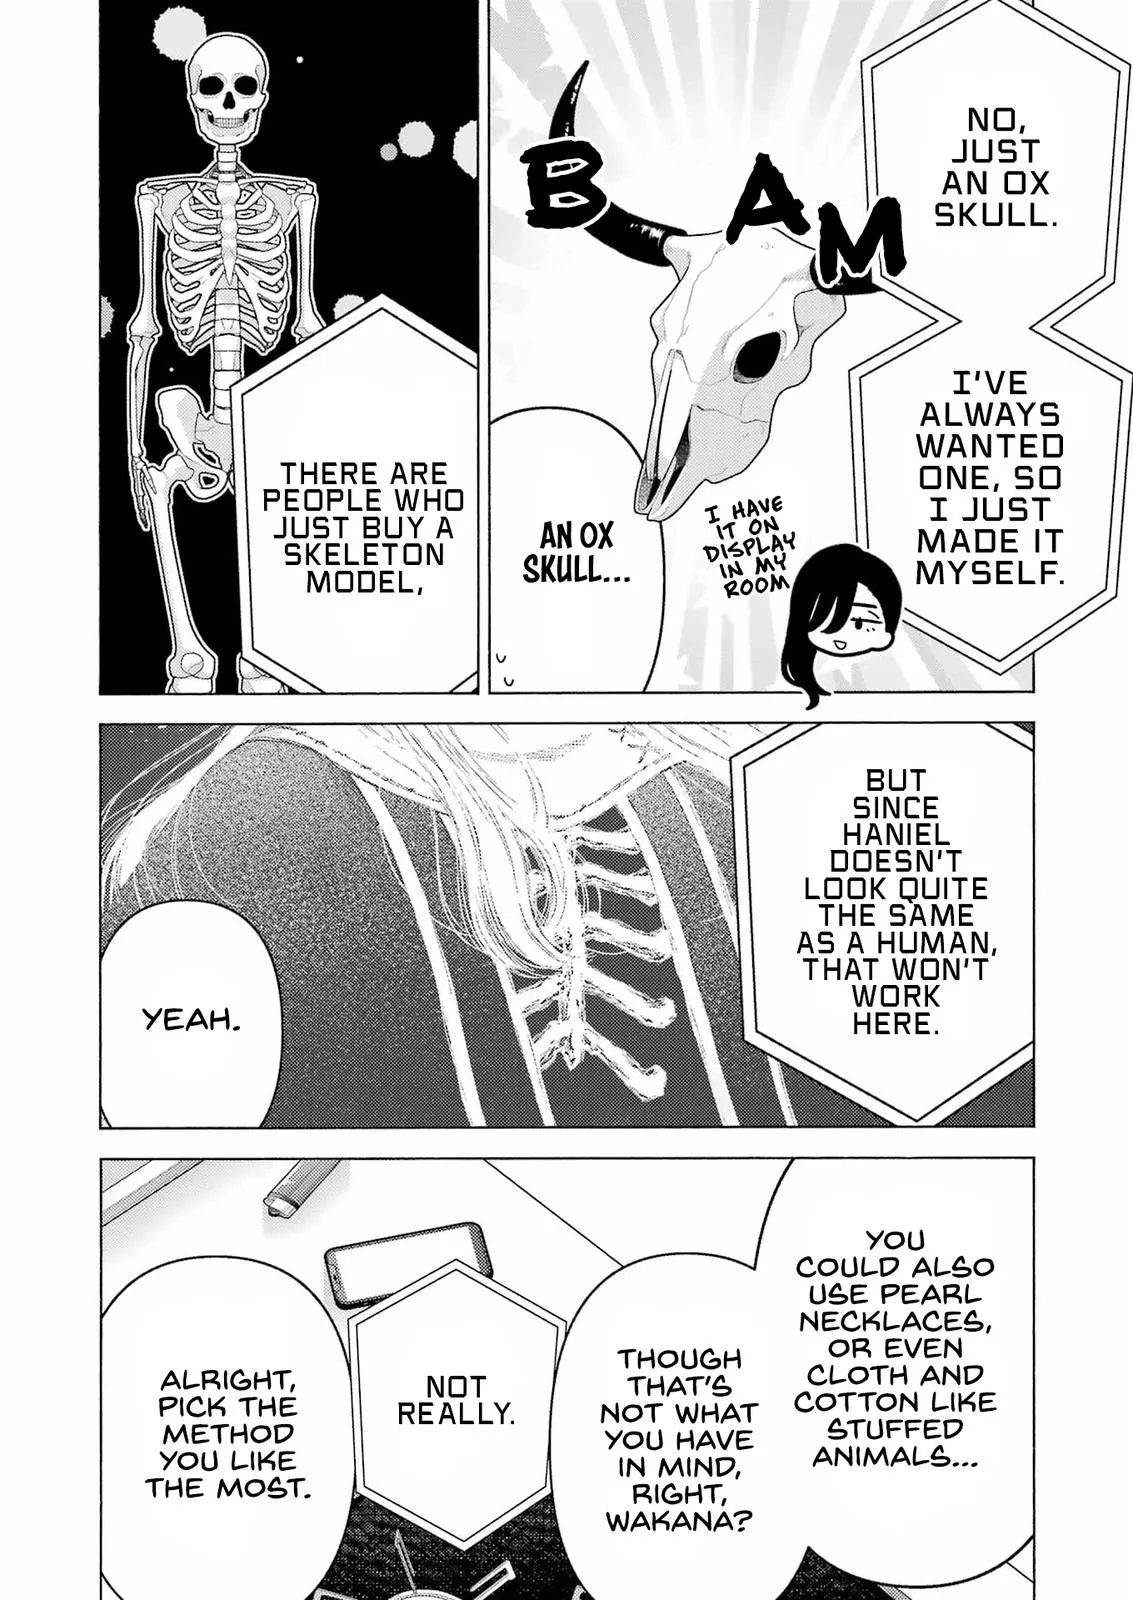 NO,
JUST
AN OX
SKULL.
BAM
I'VE
ALWAYS
WANTED
ONE, SO
I JUST
MADE IT
MYSELF.
I HAVE
IT ON
DISPLAY
IN MY
ROOM
AN OX
SKULL...
THERE ARE
PEOPLE WHO
JUST BUY A
SKELETON
MODEL,
BUT
SINCE
HANIEL
DOESN'T
LOOK QUITE
THE SAME
AS A HUMAN,
THAT WON'T
WORK
HERE.
YEAH.
YOU
COULD ALSO
USE PEARL
NECKLACES,
OR EVEN
CLOTH AND
COTTON LIKE
STUFFED
ANIMALS...
THOUGH
THAT'S
NOT WHAT
YOU HAVE
IN MIND,
RIGHT,
WAKANA?
NOT
REALLY.
ALRIGHT,
PICK THE
METHOD
YOU LIKE
THE MOST.